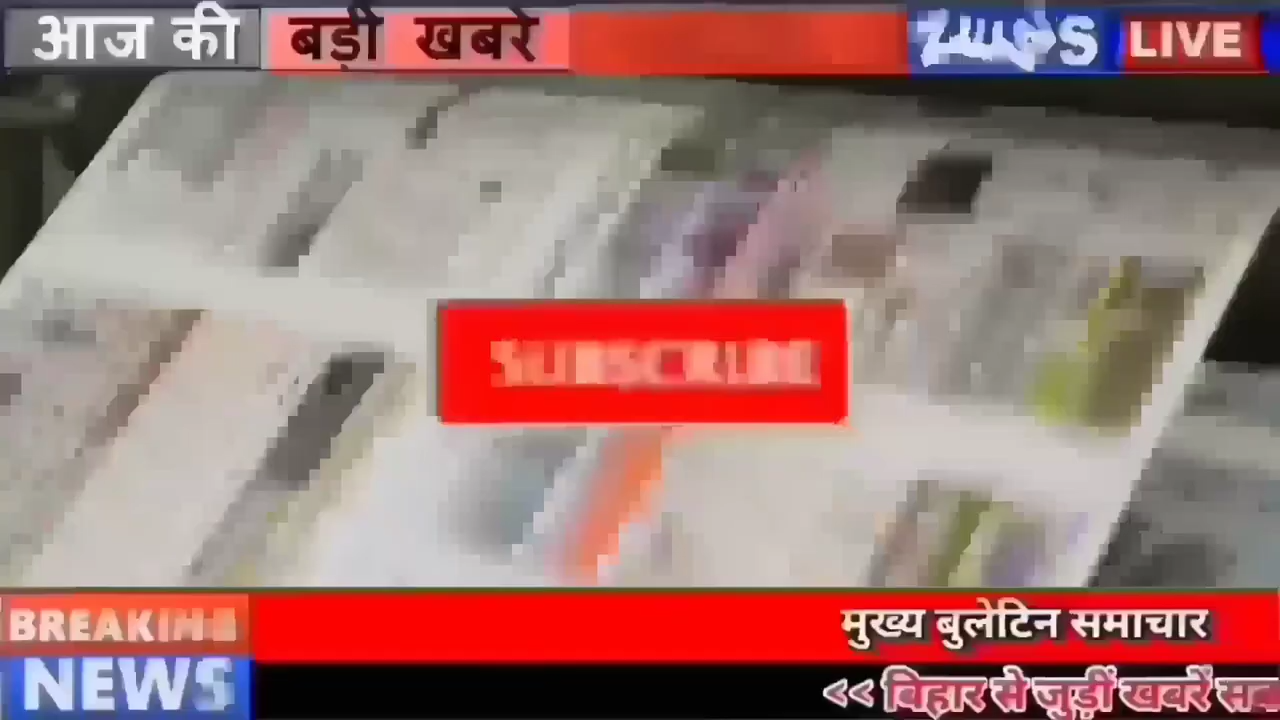 आज की बड़ी खबरे
LIVE
SUBSCRIBE
BREAKING
NEWS
मुख्य बुलेटिन समाचार
<< विहार से जुड़ीं खबरें